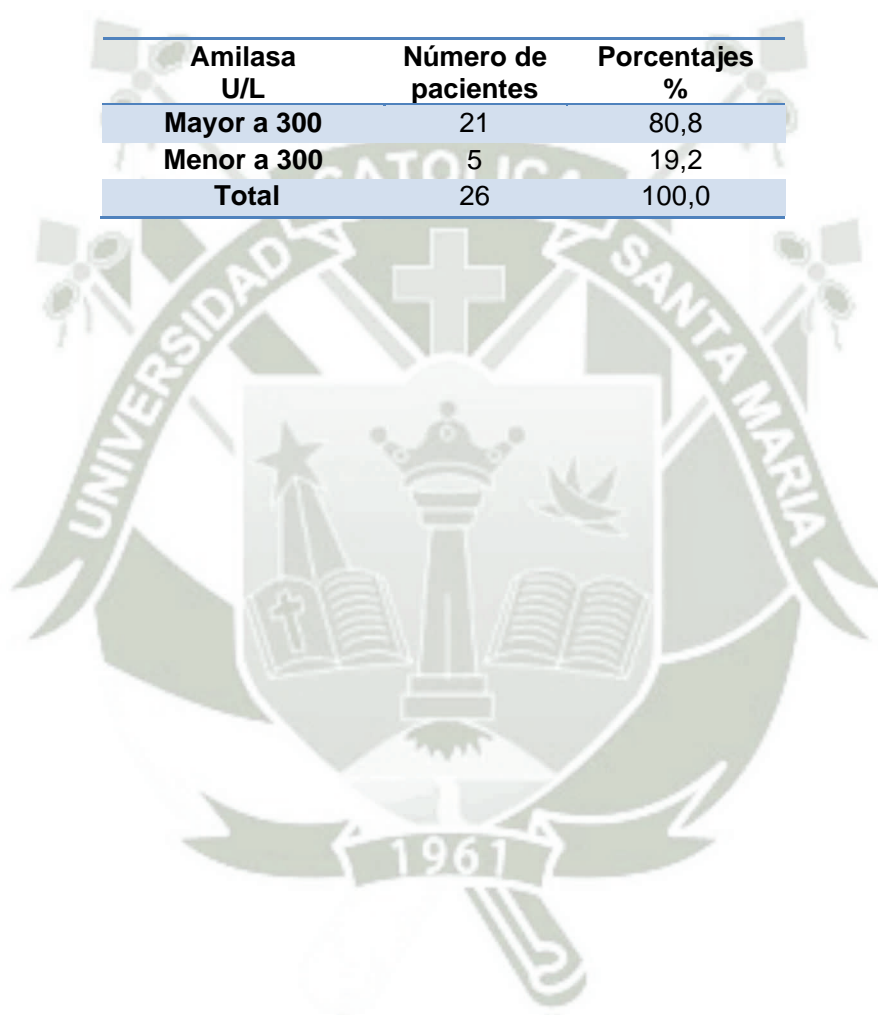 Amilasa Número de Porcentajes
U/L pacientes %
Mayor a 300 21 80,8
Menor a 300 5 19,2
Total 26 100,0
CATOLICA
UNIVERSIDAD
SANTA MARIA
1961